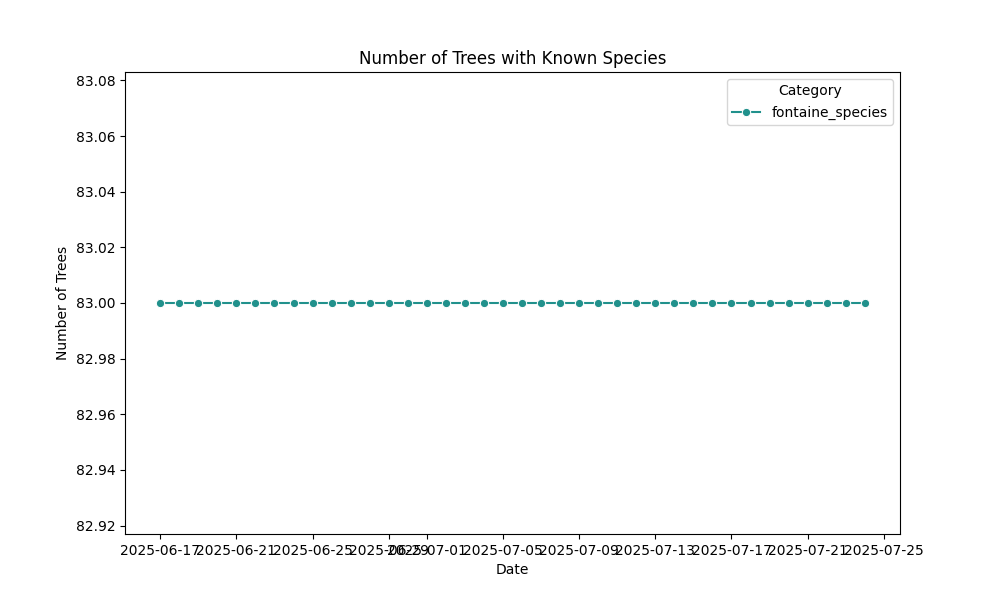 Number of Trees with Known Species
Category
fontaine_species
83.08
83.06
83.04
83.02
83.00
82.98
82.96
82.94
82.92
Number of Trees
2025-06-17 2025-06-21 2025-06-25 2025-06-29 2025-07-01 2025-07-05 2025-07-09 2025-07-13 2025-07-17 2025-07-21 2025-07-25
Date